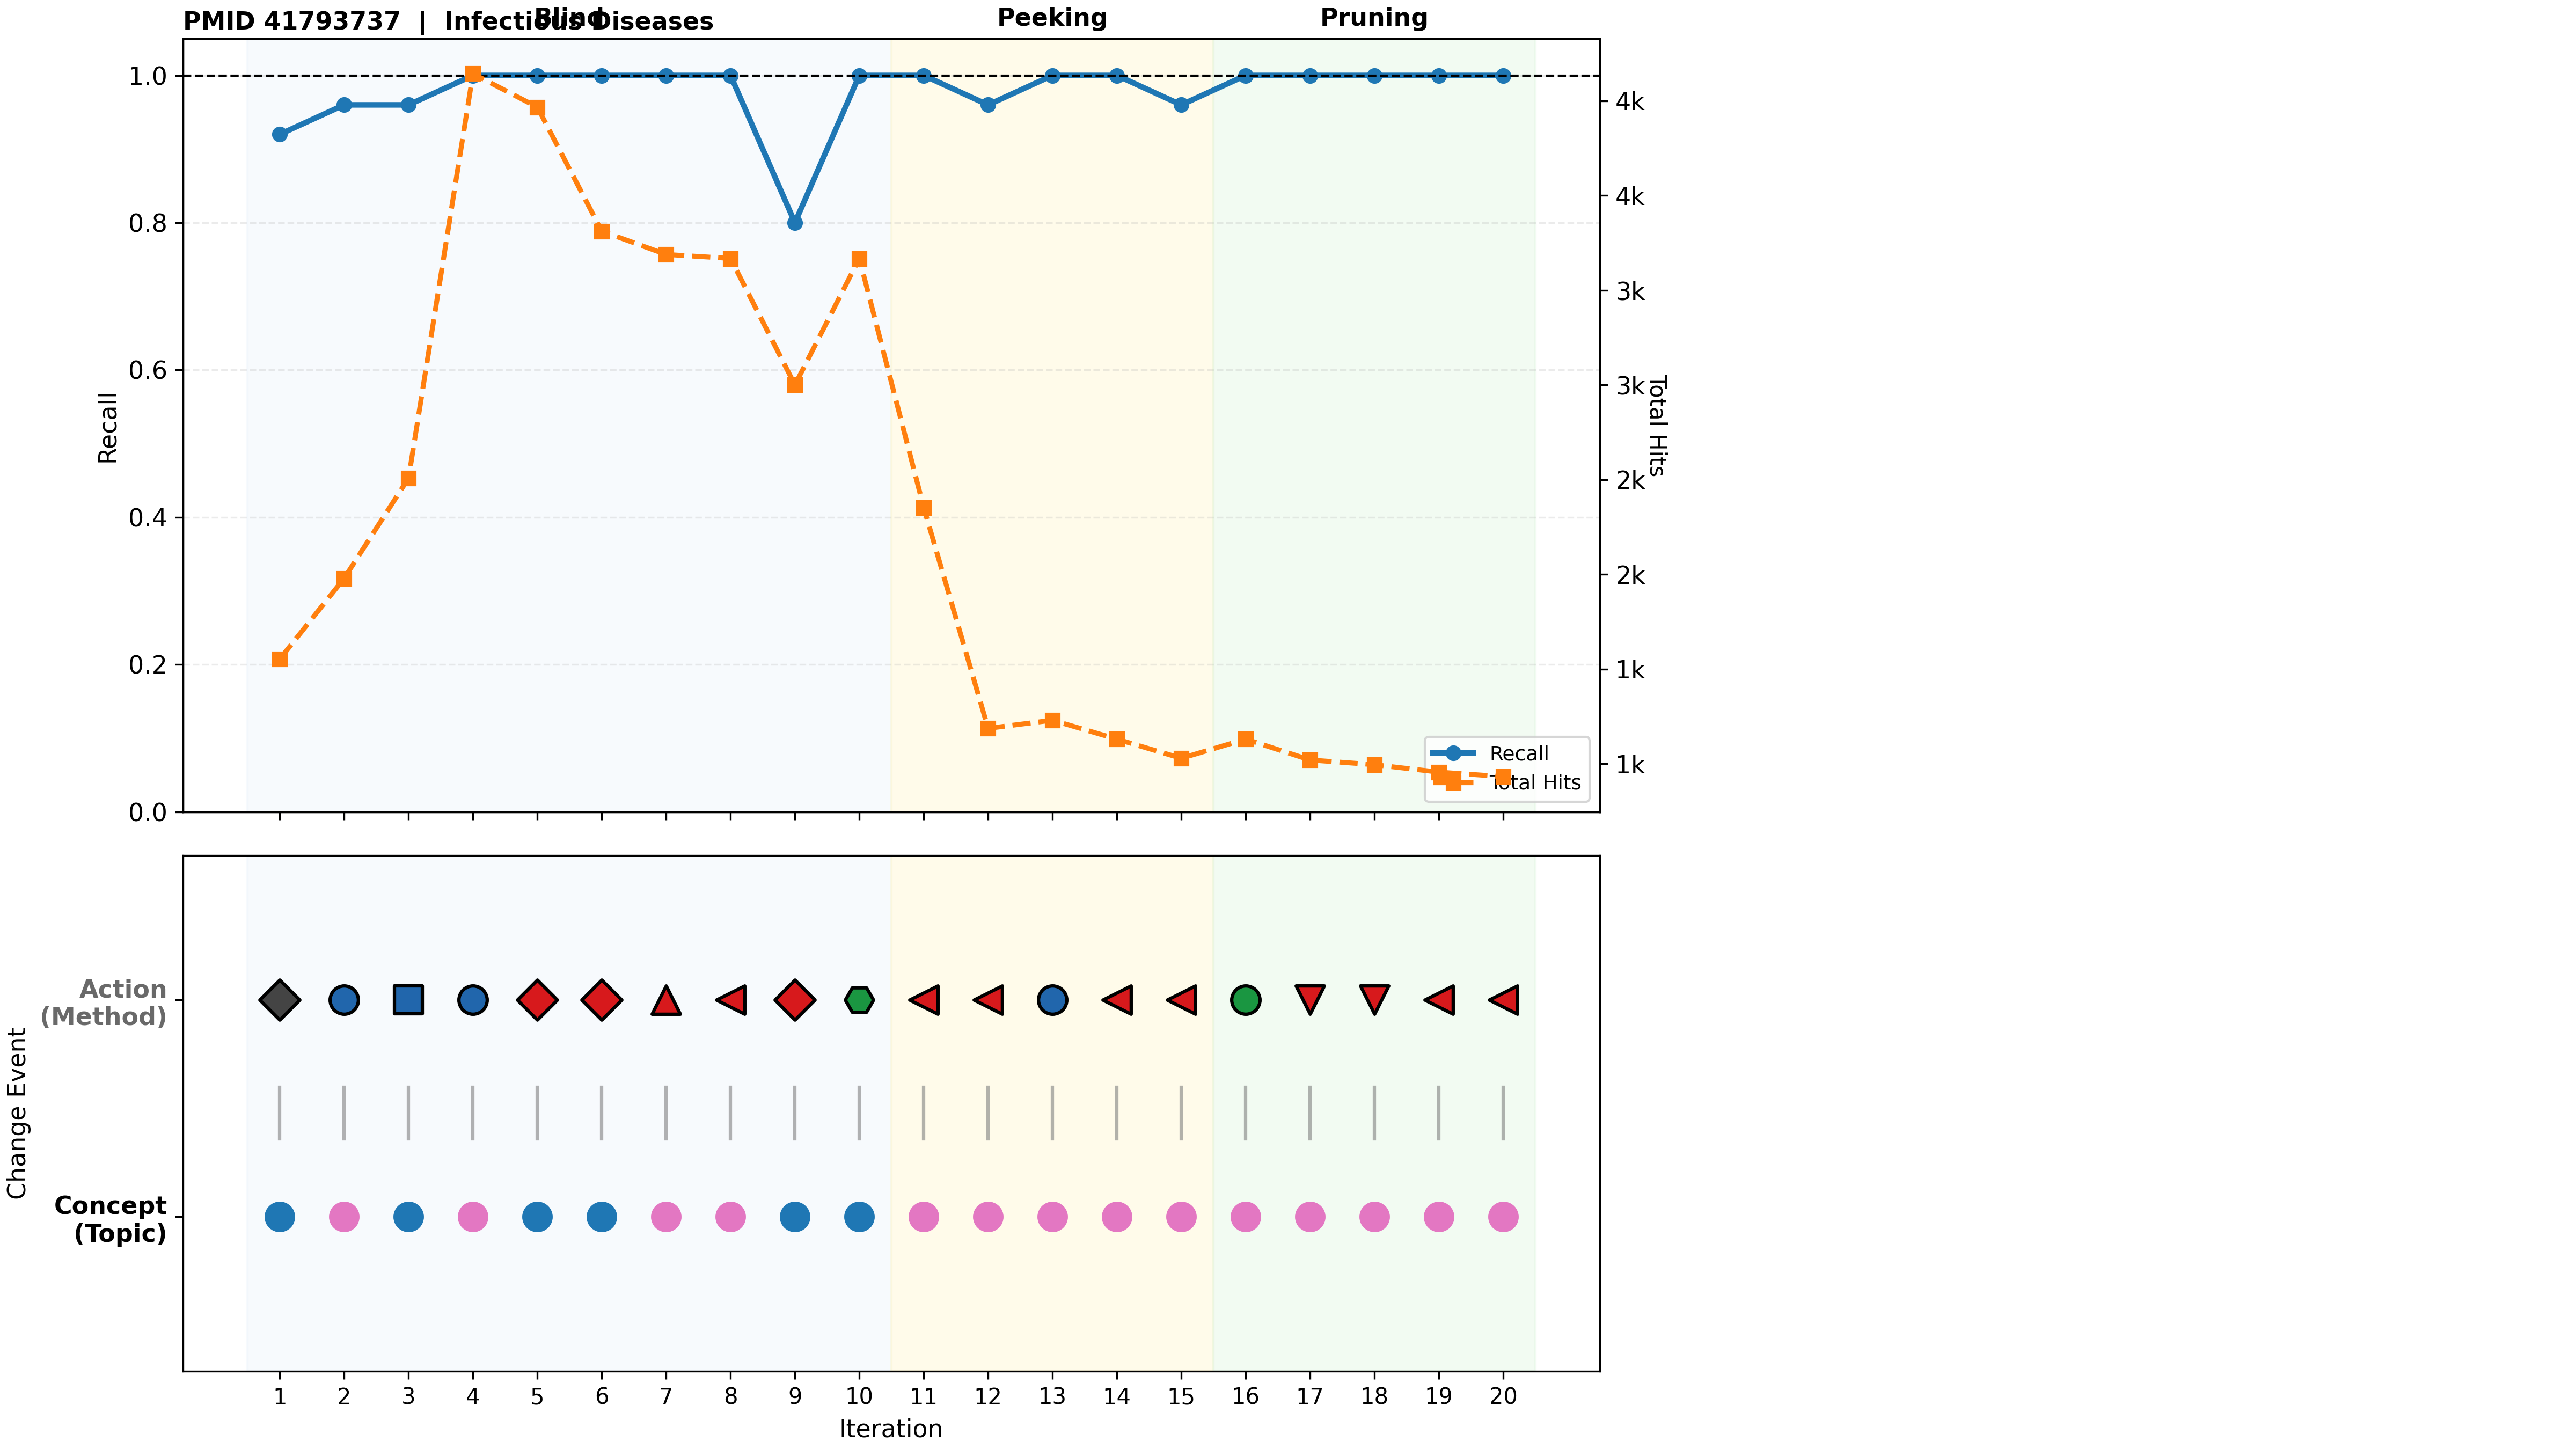 PMID 41793737 | Infectious Diseases
Blind
Peeking
Pruning
1.0
0.8
0.6
0.4
0.2
0.0
Recall
4k
4k
3k
3k
2k
2k
1k
1k
Total Hits
Recall
Total Hits
Action
(Method)
Concept
(Topic)
Change Event
1 2 3 4 5 6 7 8 9 10 11 12 13 14 15 16 17 18 19 20
Iteration